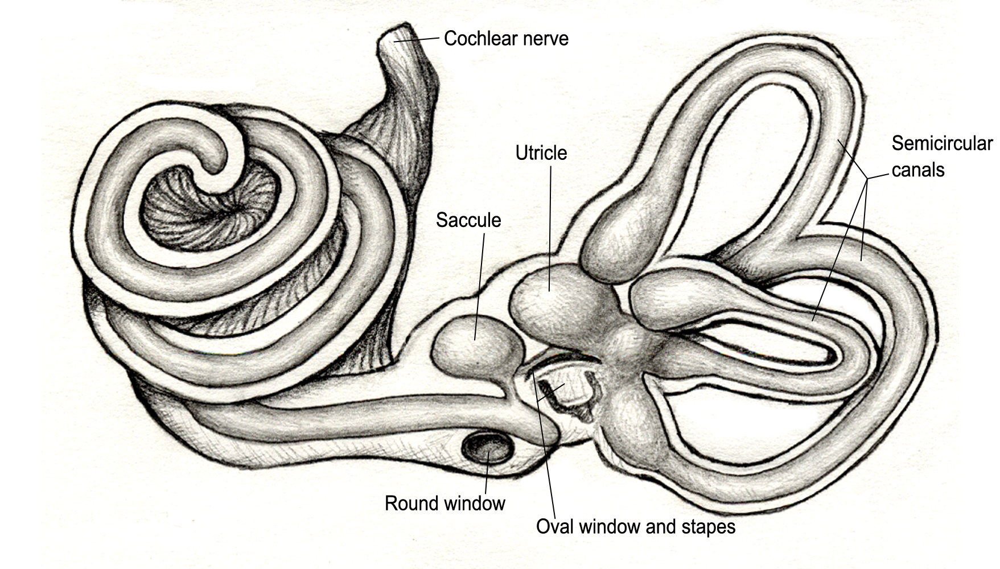 Cochlear nerve
Semicircular
canals
Utricle
Saccule
Round window
Oval window and stapes